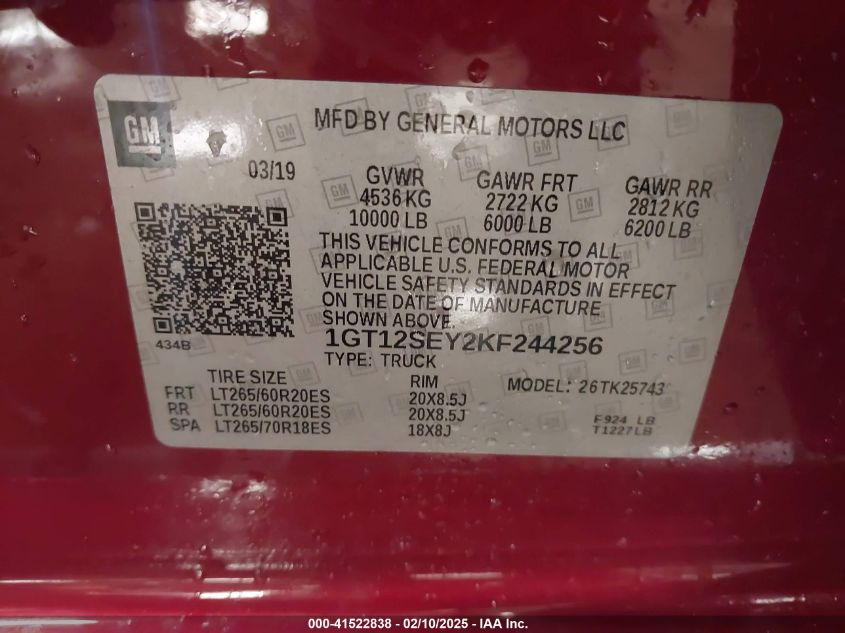 GM
MFD BY GENERAL MOTORS LLC
03/19
GVWR GAWR FRT GAWR RR
4536 KG 2722 KG 2812 KG
10000 LB 6000 LB 6200 LB
THIS VEHICLE CONFORMS TO ALL
APPLICABLE U.S. FEDERAL MOTOR
VEHICLE SAFETY STANDARDS IN EFFECT
ON THE DATE OF MANUFACTURE
SHOWN ABOVE.
434B
1GT12SEY2KF244256
TYPE: TRUCK
TIRE SIZE RIM MODEL: 26TK25743
FRT LT265/60R20ES 20X8.5J
RR LT265/60R20ES 20X8.5J
SPA LT265/70R18ES 18X8J
F924 LB
T1227LB
000-41522838 - 02/10/2025 - IAA Inc.